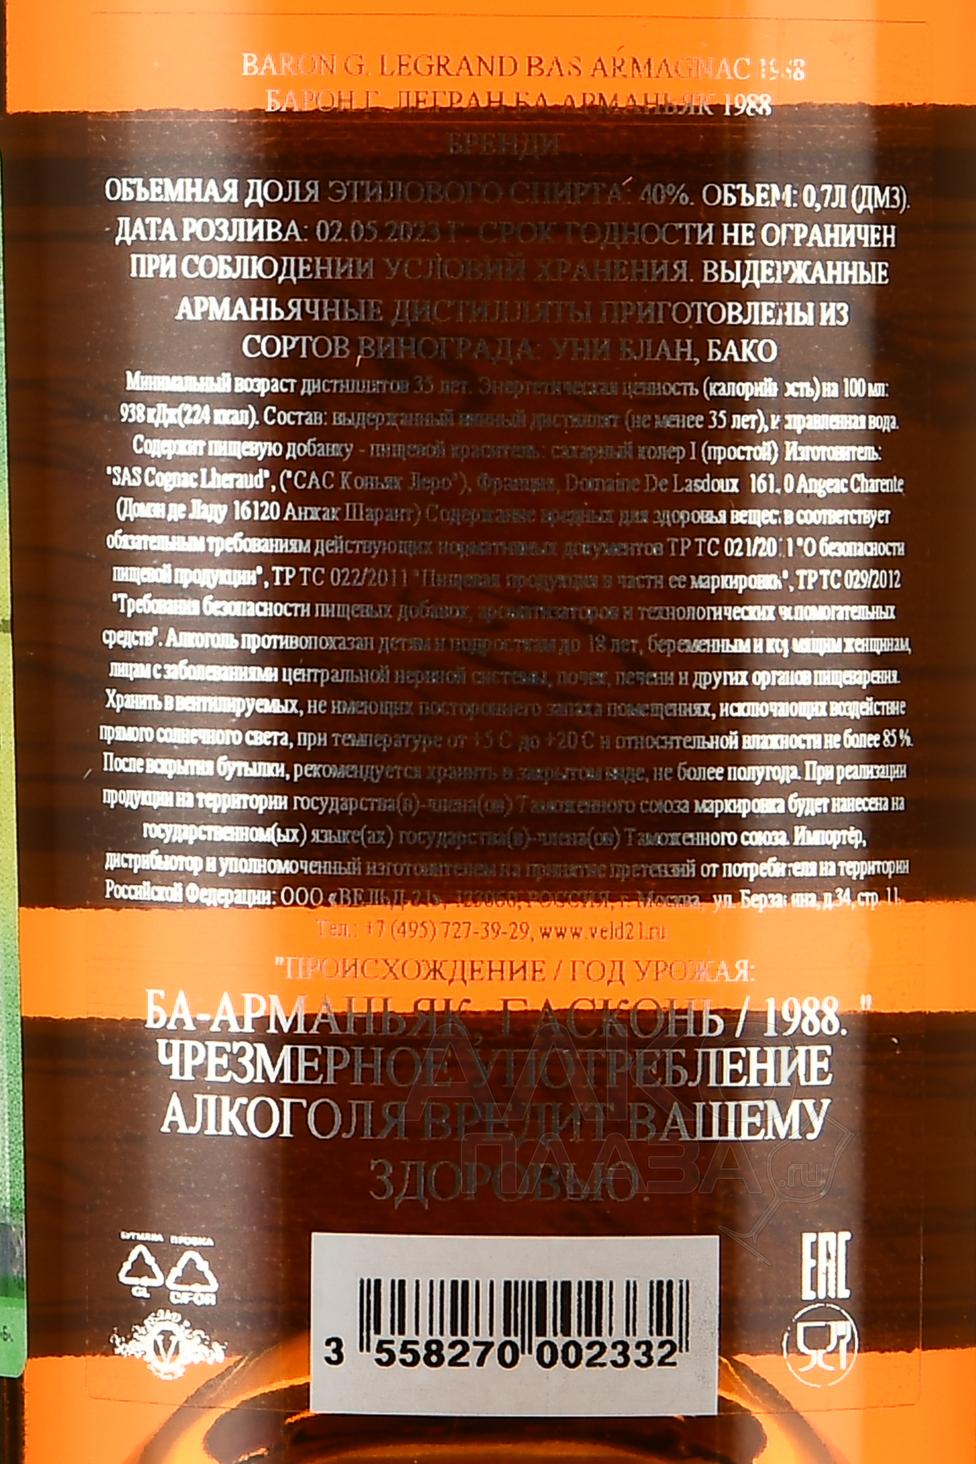 BARON G. LEGRAND BAS ARMAGNAC 1988
БАРОН Г. ЛЕГРАН БА АРМАНЬЯК 1988
БРЕНДИ
ОБЪЕМНАЯ ДОЛЯ ЭТИЛОВОГО СПИРТА: 40%. ОБЪЕМ: 0,7Л (ДМ3).
ДАТА РОЗЛИВА: 02.05.2023 Г. СРОК ГОДНОСТИ НЕ ОГРАНИЧЕН
ПРИ СОБЛЮДЕНИИ УСЛОВИЙ ХРАНЕНИЯ. ВЫДЕРЖАННЫЕ
АРМАНЬЯЧНЫЕ ДИСТИЛЛЯТЫ ПРИГОТОВЛЕНЫ ИЗ
СОРТОВ ВИНОГРАДА: УНИ БЛАН, БАКО
Минимальный возраст дистиллятов 35 лет. Энергетическая ценность (калорийность) на 100 мл:
938 кДж(224 ккал). Состав: выдержанный винный дистиллят (не менее 35 лет), исправленная вода.
Содержит пищевую добавку - пищевой краситель: сахарный колер I (простой) Изготовитель:
"SAS Cognac Lheraud", ("САС Коньяк Леро"), Франция, Domaine De Lasdoux 16120 Angeac Charente
(Домэн де Ладу 16120 Анжак Шарант) Содержание вредных для здоровья веществ в соответствует
обязательным требованиям действующих нормативных документов ТР ТС 021/2011 "О безопасности
пищевой продукции", ТР ТС 022/2011 "Пищевая продукция в части ее маркировки", ТР ТС 029/2012
"Требования безопасности пищевых добавок, ароматизаторов и технологических вспомогательных
средств". Алкоголь противопоказан детям и подросткам до 18 лет, беременным и кормящим женщинам,
лицам с заболеваниями центральной нервной системы, почек, печени и других органов пищеварения.
Хранить в вентилируемых, не имеющих постороннего запаха помещениях, исключающих воздействие
прямого солнечного света, при температуре от +5 С до +20 С и относительной влажности не более 85 %.
После вскрытия бутылки, рекомендуется хранить в закрытом виде, не более полугода. При реализации
продукции на территории государства(в)-члена(ов) Таможенного союза маркировка будет нанесена на
государственном(ых) языке(ах) государства(в)-члена(ов) Таможенного союза. Импортёр,
дистрибьютор и уполномоченный изготовителем на принятие претензий от потребителя на территории
Российской Федерации: ООО «ВЕЛЬД-21», РОССИЯ, г. Москва, ул. Берзарина, д.34, стр. 11
Тел.: +7 (495) 727-39-29, www.veld21.ru
"ПРОИСХОЖДЕНИЕ / ГОД УРОЖАЯ:
БА-АРМАНЬЯК, ГАСКОНЬ / 1988."
ЧРЕЗМЕРНОЕ УПОТРЕБЛЕНИЕ
АЛКОГОЛЯ ВРЕДИТ ВАШЕМУ
ЗДОРОВЬЮ.
АЛКО
ПЛАЗА
.ru
БУТЫЛКА ПРОБКА
GL
EAC
V
3 558270 002332